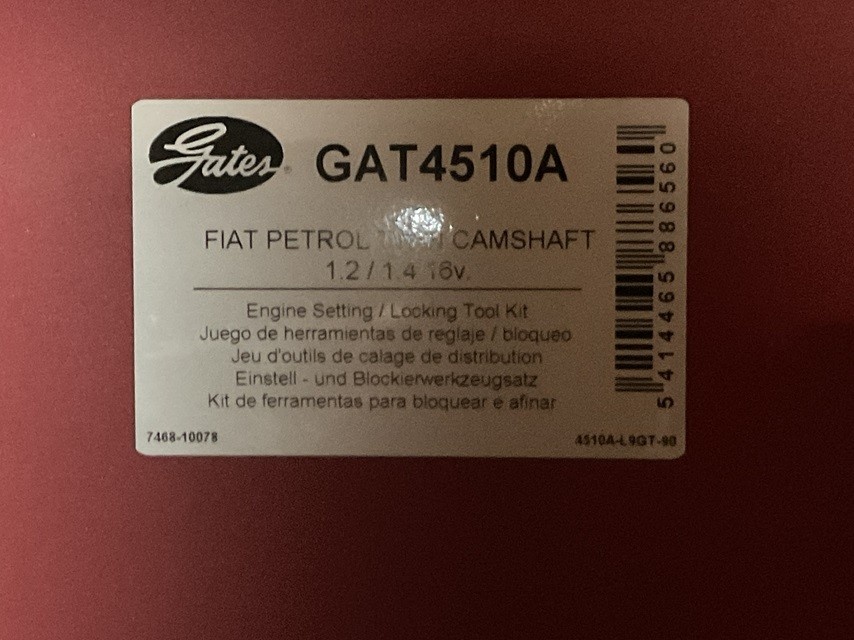 Gates
GAT4510A
FIAT PETROL CAMSHAFT
1.2 / 1.4 16v.
Engine Setting / Locking Tool Kit
Juego de herramientas de reglaje / bloqueo
Jeu d'outils de calage de distribution
Einstell - und Blockierwerkzeugsatz
Kit de ferramentas para bloquear e afinar
7468-10078
4510A-L9GT-90
5 414465 886560